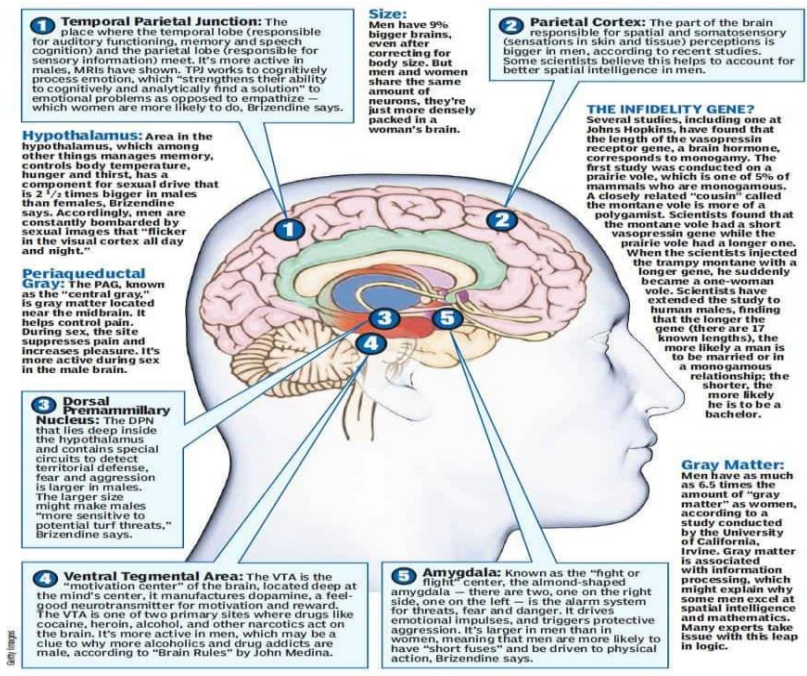 1 Temporal Parietal Junction: The
place where the temporal lobe (responsible
for auditory functioning, memory and speech
cognition) and the parietal lobe (responsible for
sensory information) meet. It's more active in
males, MRIs have shown. TPJ works to cognitively
process emotion, which "strengthens their ability
to cognitively and analytically find a solution" to
emotional problems as opposed to empathize —
which women are more likely to do, Brizendine says.
Size:
Men have 9%
bigger brains,
even after
correcting for
body size. But
men and women
share the same
amount of
neurons, they're
just more densely
packed in a
woman's brain.
2 Parietal Cortex: The part of the brain
responsible for spatial and somatosensory
(sensations in skin and tissue) perceptions is
bigger in men, according to recent studies.
Some scientists believe this helps to account for
better spatial intelligence in men.
Hypothalamus: Area in the
hypothalamus, which among
other things manages memory,
controls body temperature,
hunger and thirst, has a
component for sexual drive that
is 2 1/2 times bigger in males
than females, Brizendine
says. Accordingly, men are
constantly bombarded by
sexual images that "flicker
in the visual cortex all day
and night."
Periaqueductal
Gray: The PAG, known
as the "central gray,"
is gray matter located
near the midbrain. It
helps control pain.
During sex, the site
suppresses pain and
increases pleasure. It's
more active during sex
in the male brain.
THE INFIDELITY GENE?
Several studies, including one at
Johns Hopkins, have found that
the length of the vasopressin
receptor gene, a brain hormone,
corresponds to monogamy. The
first study was conducted on a
prairie vole, which is one of 5% of
mammals who are monogamous.
A closely related "cousin" called
the montane vole is more of a
polygamist. Scientists found that
the montane vole had a short
vasopressin gene while the
prairie vole had a longer one.
When the scientists injected
the trampy montane with a
longer gene, he suddenly
became a one-woman
vole. Scientists have
extended the study to
human males, finding
that the longer the
gene (there are 17
known lengths), the
more likely a man is
to be married or in
a monogamous
relationship; the
shorter, the
more likely
he is to be a
bachelor.
1
2
3
5
4
3 Dorsal
Premammillary
Nucleus: The DPN
that lies deep inside
the hypothalamus
and contains special
circuits to detect
territorial defense,
fear and aggression
is larger in males.
The larger size
might make males
"more sensitive to
potential turf threats,"
Brizendine says.
Gray Matter:
Men have as much
as 6.5 times the
amount of "gray
matter" as women,
according to a
study conducted
by the University
of California,
Irvine. Gray matter
is associated
with information
processing, which
might explain why
some men excel at
spatial intelligence
and mathematics.
Many experts take
issue with this leap
in logic.
4 Ventral Tegmental Area: The VTA is the
"motivation center" of the brain, located deep at
the mind's center, it manufactures dopamine, a feel-
good neurotransmitter for motivation and reward.
The VTA is one of two primary sites where drugs like
cocaine, heroin, alcohol, and other narcotics act on
the brain. It's more active in men, which may be a
clue to why more alcoholics and drug addicts are
male, according to "Brain Rules" by John Medina.
5 Amygdala: Known as the "fight or
flight" center, the almond-shaped
amygdala — there are two, one on the right
side, one on the left — is the alarm system
for threats, fear and danger. It drives
emotional impulses, and triggers protective
aggression. It's larger in men than in
women, meaning that men are more likely to
have "short fuses" and be driven to physical
action, Brizendine says.
Getty Images